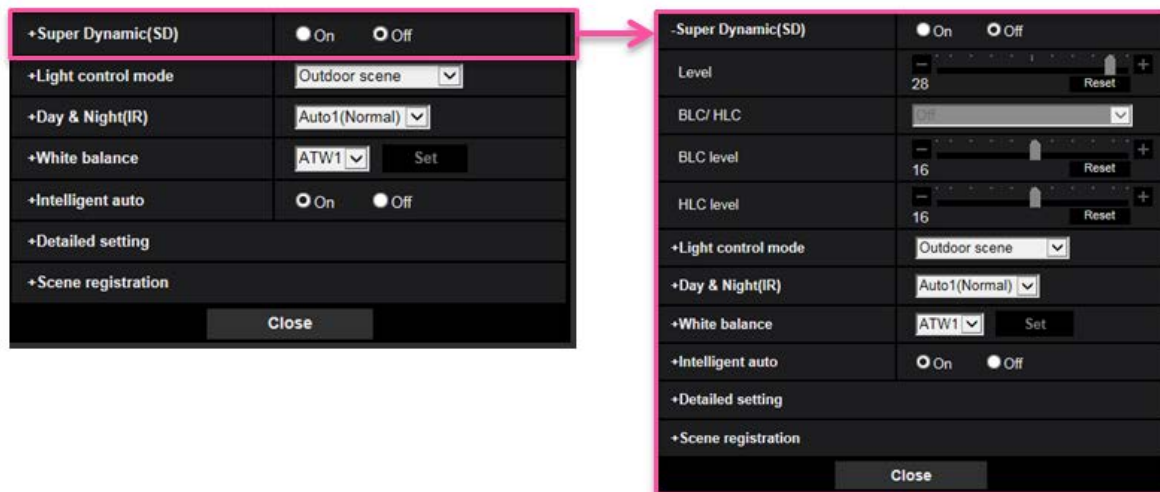 +Super Dynamic(SD) On Off
+Light control mode Outdoor scene
+Day & Night(IR) Auto1(Normal)
+White balance ATW1 Set
+Intelligent auto On Off
+Detailed setting
+Scene registration
Close
-Super Dynamic(SD) On Off
Level 28 Reset
BLC/ HLC Off
BLC level 16 Reset
HLC level 16 Reset
+Light control mode Outdoor scene
+Day & Night(IR) Auto1(Normal)
+White balance ATW1 Set
+Intelligent auto On Off
+Detailed setting
+Scene registration
Close